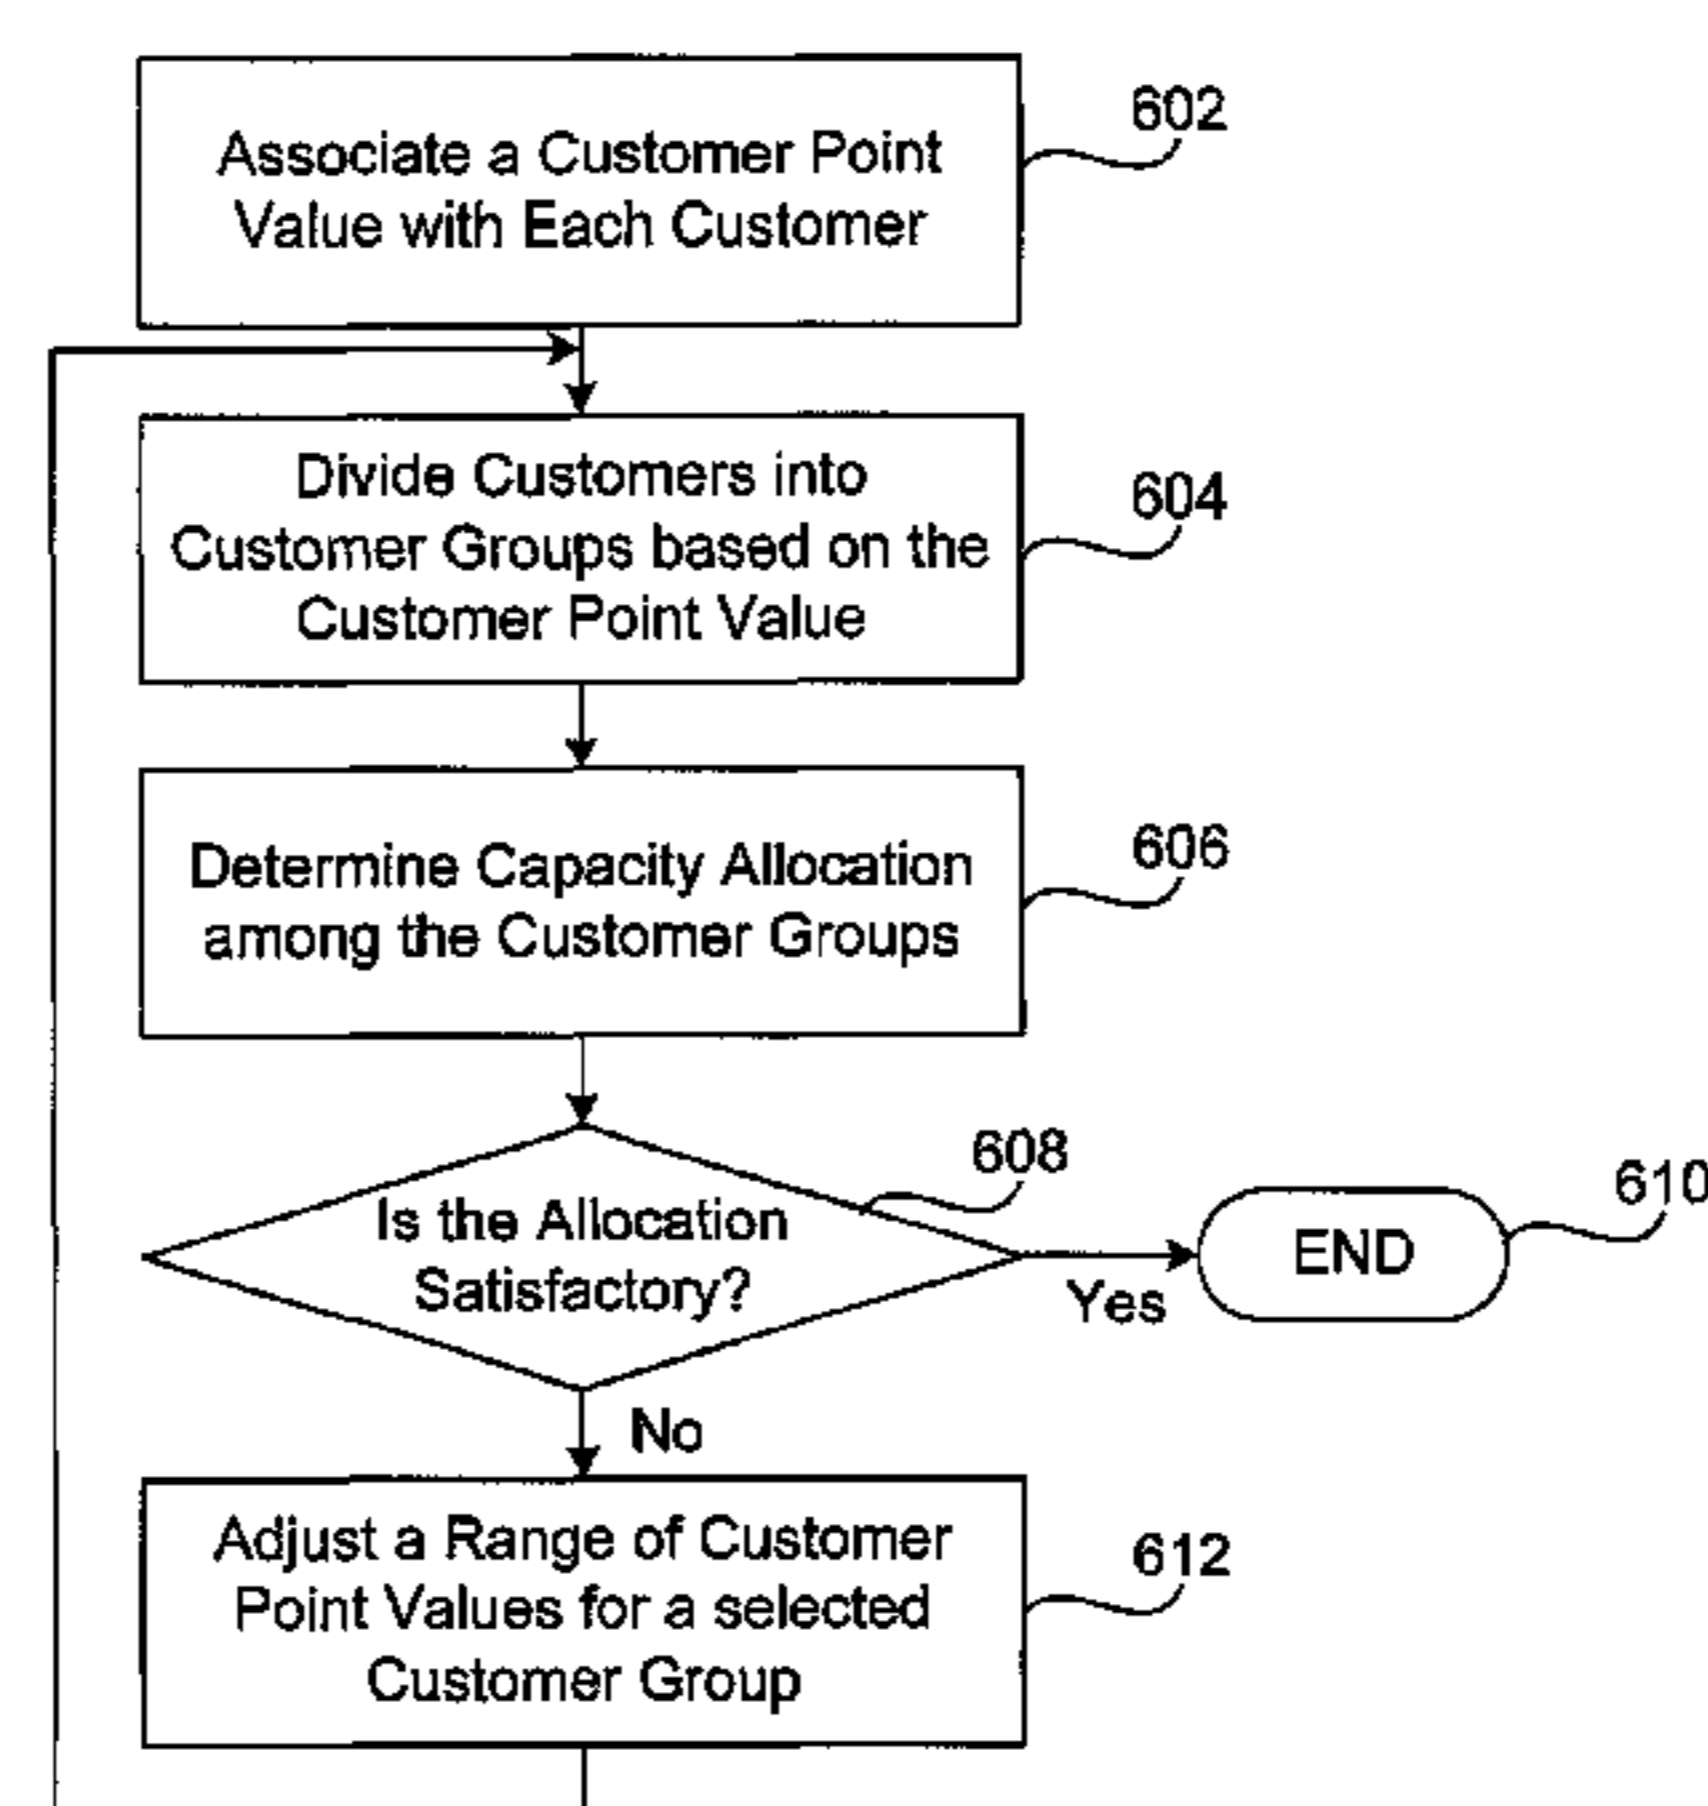 Associate a Customer Point
Value with Each Customer
602
Divide Customers into
Customer Groups based on the
Customer Point Value
604
Determine Capacity Allocation
among the Customer Groups
606
Is the Allocation
Satisfactory?
608
Yes
END
610
No
Adjust a Range of Customer
Point Values for a selected
Customer Group
612